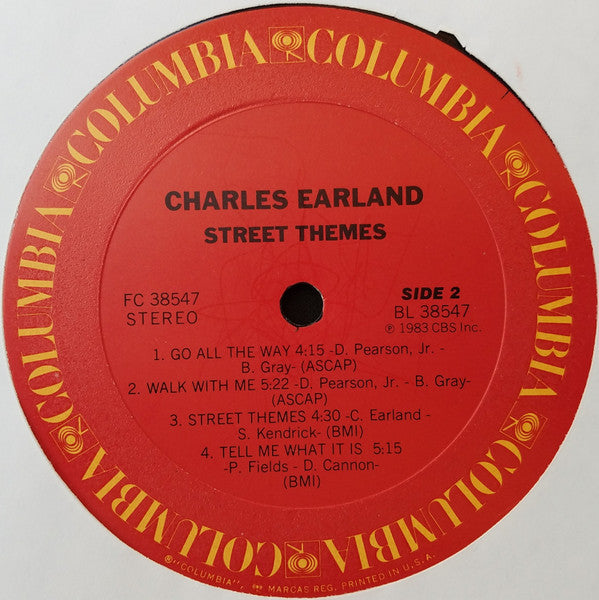 COLUMBIA COLUMBIA COLUMBIA COLUMBIA COLUMBIA COLUMBIA
CHARLES EARLAND
STREET THEMES
FC 38547
STEREO
SIDE 2
BL 38547
℗ 1983 CBS Inc.
1. GO ALL THE WAY 4:15 -D. Pearson, Jr. -
B. Gray- (ASCAP)
2. WALK WITH ME 5:22 -D. Pearson, Jr. - B. Gray-
(ASCAP)
3. STREET THEMES 4:30 -C. Earland -
S. Kendrick- (BMI)
4. TELL ME WHAT IT IS 5:15
-P. Fields - D. Cannon-
(BMI)
®"COLUMBIA", MARCAS REG. PRINTED IN U.S.A.